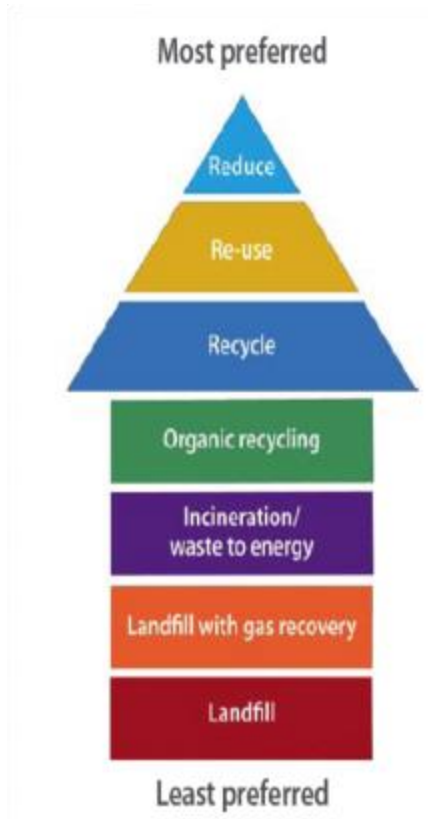 Most preferred
Reduce
Re-use
Recycle
Organic recycling
Incineration/
waste to energy
Landfill with gas recovery
Landfill
Least preferred